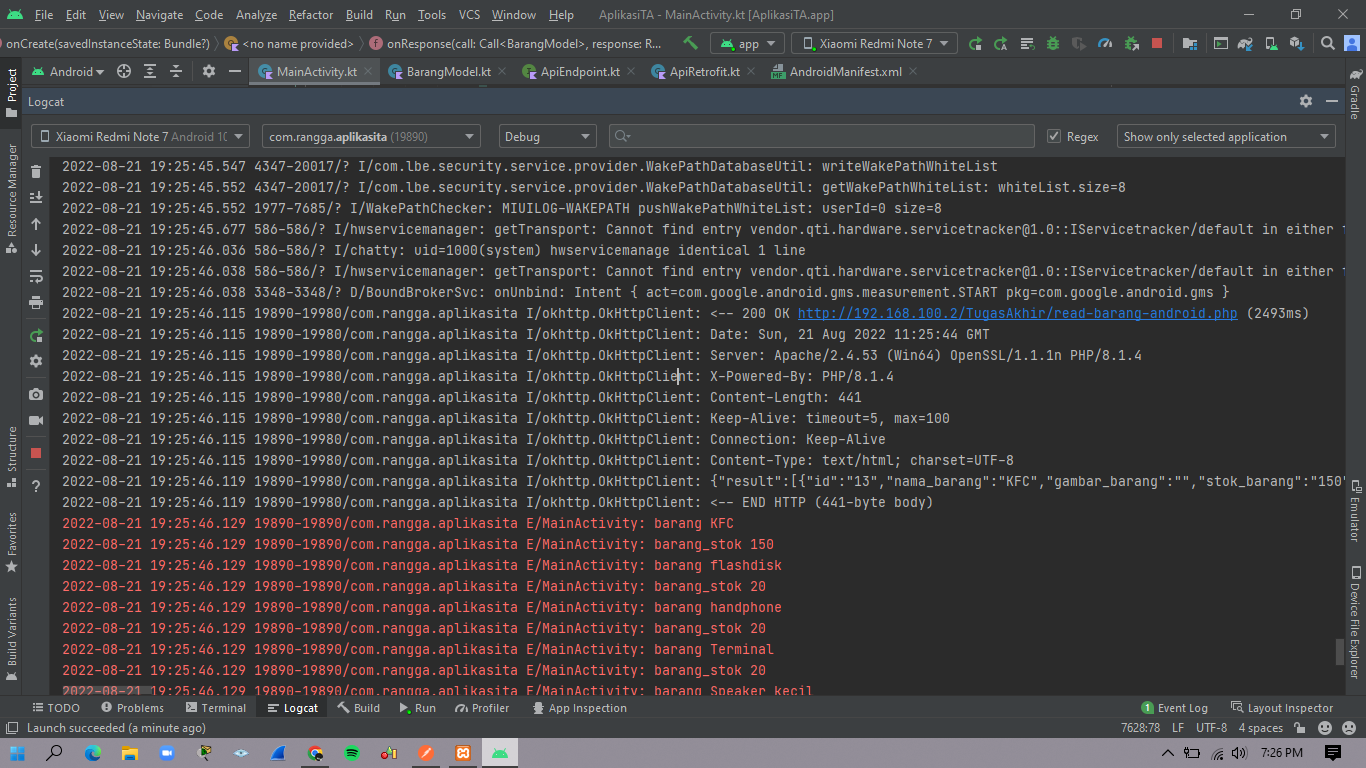 File Edit View Navigate Code Analyze Refactor Build Run Tools VCS Window Help AplikasiTA - MainActivity.kt [AplikasiTA.app]
onCreate(savedInstanceState: Bundle?) <no name provided> onResponse(call: Call<BarangModel>, response: R... app Xiaomi Redmi Note 7
Android MainActivity.kt BarangModel.kt ApiEndpoint.kt ApiRetrofit.kt AndroidManifest.xml
Logcat
Xiaomi Redmi Note 7 Android 10 com.rangga.aplikasita (19890) Debug Regex Show only selected application
2022-08-21 19:25:45.547 4347-20017/? I/com.lbe.security.service.provider.WakePathDatabaseUtil: writeWakePathWhiteList
2022-08-21 19:25:45.552 4347-20017/? I/com.lbe.security.service.provider.WakePathDatabaseUtil: getWakePathWhiteList: whiteList.size=8
2022-08-21 19:25:45.552 1977-7685/? I/WakePathChecker: MIUILOG-WAKEPATH pushWakePathWhiteList: userId=0 size=8
2022-08-21 19:25:45.677 586-586/? I/hwservicemanager: getTransport: Cannot find entry vendor.qti.hardware.servicetracker@1.0::IServicetracker/default in either
2022-08-21 19:25:46.036 586-586/? I/chatty: uid=1000(system) hwservicemanage identical 1 line
2022-08-21 19:25:46.038 586-586/? I/hwservicemanager: getTransport: Cannot find entry vendor.qti.hardware.servicetracker@1.0::IServicetracker/default in either
2022-08-21 19:25:46.038 3348-3348/? D/BoundBrokerSvc: onUnbind: Intent { act=com.google.android.gms.measurement.START pkg=com.google.android.gms }
2022-08-21 19:25:46.115 19890-19980/com.rangga.aplikasita I/okhttp.OkHttpClient: <-- 200 OK http://192.168.100.2/TugasAkhir/read-barang-android.php (2493ms)
2022-08-21 19:25:46.115 19890-19980/com.rangga.aplikasita I/okhttp.OkHttpClient: Date: Sun, 21 Aug 2022 11:25:44 GMT
2022-08-21 19:25:46.115 19890-19980/com.rangga.aplikasita I/okhttp.OkHttpClient: Server: Apache/2.4.53 (Win64) OpenSSL/1.1.1n PHP/8.1.4
2022-08-21 19:25:46.115 19890-19980/com.rangga.aplikasita I/okhttp.OkHttpClient: X-Powered-By: PHP/8.1.4
2022-08-21 19:25:46.115 19890-19980/com.rangga.aplikasita I/okhttp.OkHttpClient: Content-Length: 441
2022-08-21 19:25:46.115 19890-19980/com.rangga.aplikasita I/okhttp.OkHttpClient: Keep-Alive: timeout=5, max=100
2022-08-21 19:25:46.115 19890-19980/com.rangga.aplikasita I/okhttp.OkHttpClient: Connection: Keep-Alive
2022-08-21 19:25:46.115 19890-19980/com.rangga.aplikasita I/okhttp.OkHttpClient: Content-Type: text/html; charset=UTF-8
2022-08-21 19:25:46.119 19890-19980/com.rangga.aplikasita I/okhttp.OkHttpClient: {"result":[{"id":"13","nama_barang":"KFC","gambar_barang":"","stok_barang":"150"
2022-08-21 19:25:46.119 19890-19980/com.rangga.aplikasita I/okhttp.OkHttpClient: <-- END HTTP (441-byte body)
2022-08-21 19:25:46.129 19890-19890/com.rangga.aplikasita E/MainActivity: barang KFC
2022-08-21 19:25:46.129 19890-19890/com.rangga.aplikasita E/MainActivity: barang_stok 150
2022-08-21 19:25:46.129 19890-19890/com.rangga.aplikasita E/MainActivity: barang flashdisk
2022-08-21 19:25:46.129 19890-19890/com.rangga.aplikasita E/MainActivity: barang_stok 20
2022-08-21 19:25:46.129 19890-19890/com.rangga.aplikasita E/MainActivity: barang handphone
2022-08-21 19:25:46.129 19890-19890/com.rangga.aplikasita E/MainActivity: barang_stok 20
2022-08-21 19:25:46.129 19890-19890/com.rangga.aplikasita E/MainActivity: barang Terminal
2022-08-21 19:25:46.129 19890-19890/com.rangga.aplikasita E/MainActivity: barang_stok 20
2022-08-21 19:25:46.129 19890-19890/com.rangga.aplikasita E/MainActivity: barang Speaker kecil
Project
Resource Manager
Structure
Favorites
Build Variants
Gradle
Emulator
Device File Explorer
TODO Problems Terminal Logcat Build Run Profiler App Inspection 1 Event Log Layout Inspector
Launch succeeded (a minute ago) 7628:78 LF UTF-8 4 spaces
7:26 PM